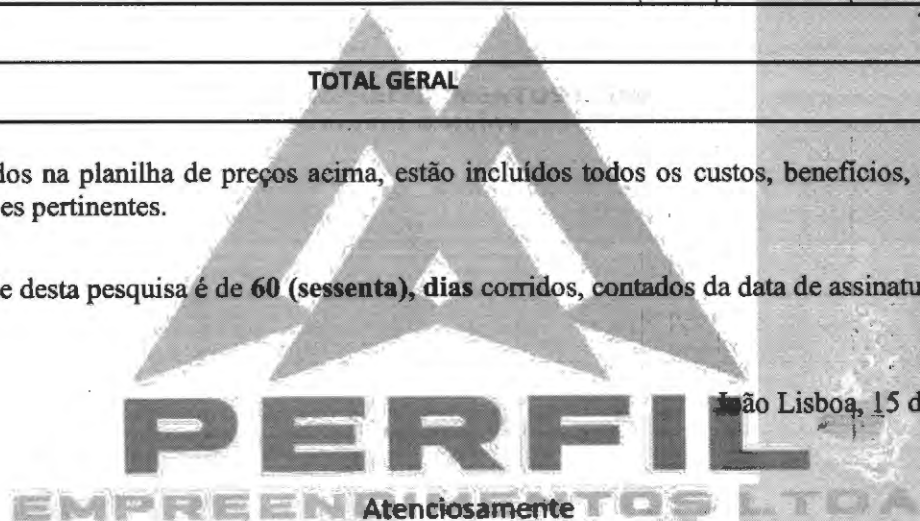 TOTAL GERAL
dos na planilha de preços acima, estão incluídos todos os custos, benefícios,
es pertinentes.
e desta pesquisa é de 60 (sessenta), dias corridos, contados da data de assinatu
João Lisboa, 15 d
PERFIL
EMPREENDIMENTOS LTDA
Atenciosamente